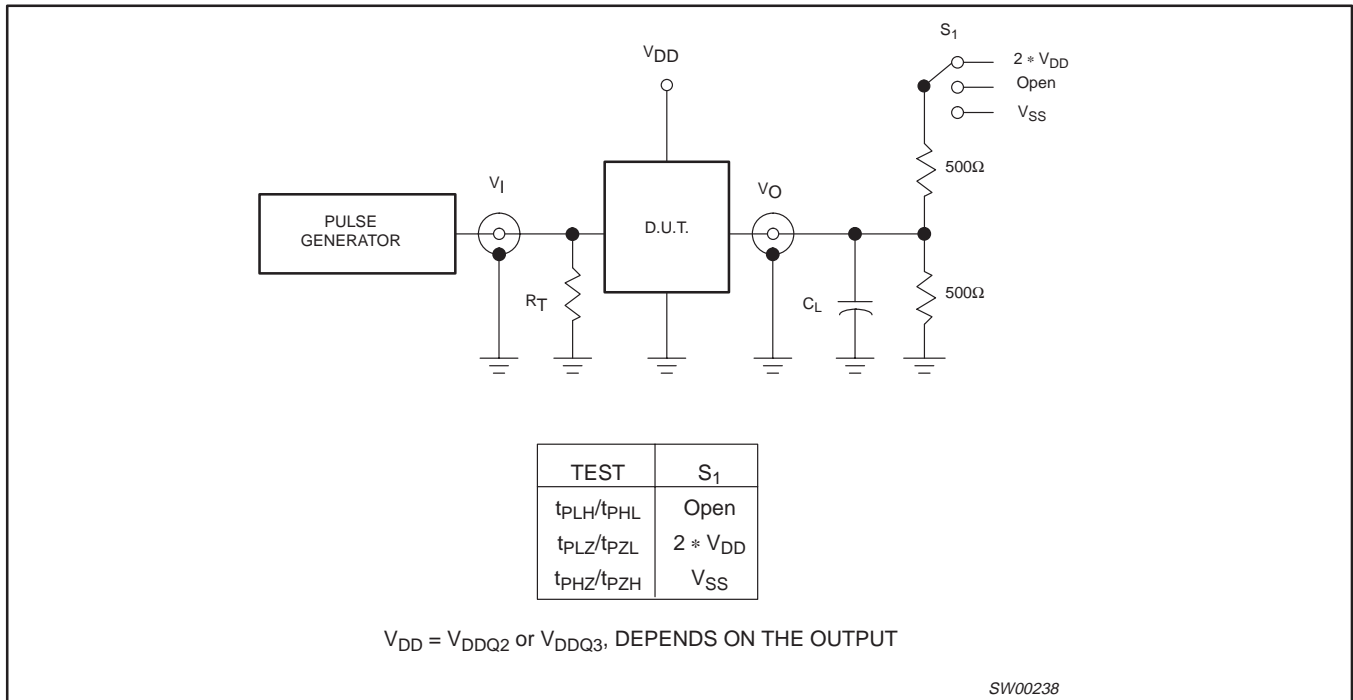 S1
VDD
2 * VDD
Open
VSS
500Ω
VI
VO
PULSE
GENERATOR
D.U.T.
RT
CL
500Ω
TEST S1
tPLH/tPHL Open
tPLZ/tPZL 2 * VDD
tPHZ/tPZH VSS
VDD = VDDQ2 or VDDQ3, DEPENDS ON THE OUTPUT
SW00238